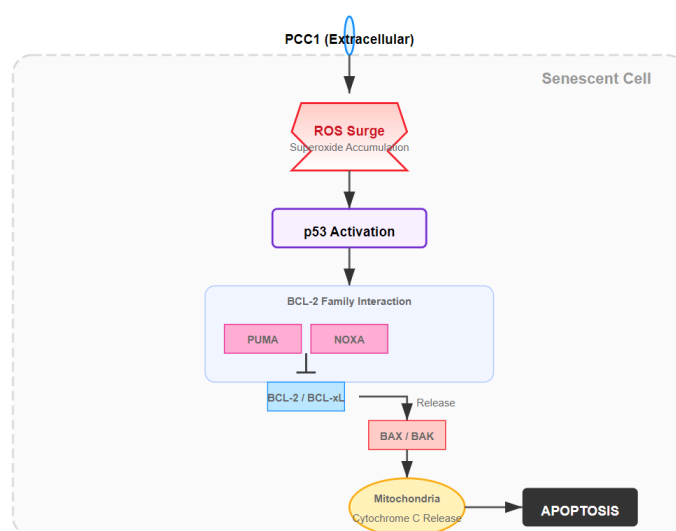 PCC1 (Extracellular)
Senescent Cell
ROS Surge
Superoxide Accumulation
p53 Activation
BCL-2 Family Interaction
PUMA
NOXA
BCL-2 / BCL-xL
Release
BAX / BAK
Mitochondria
Cytochrome C Release
APOPTOSIS